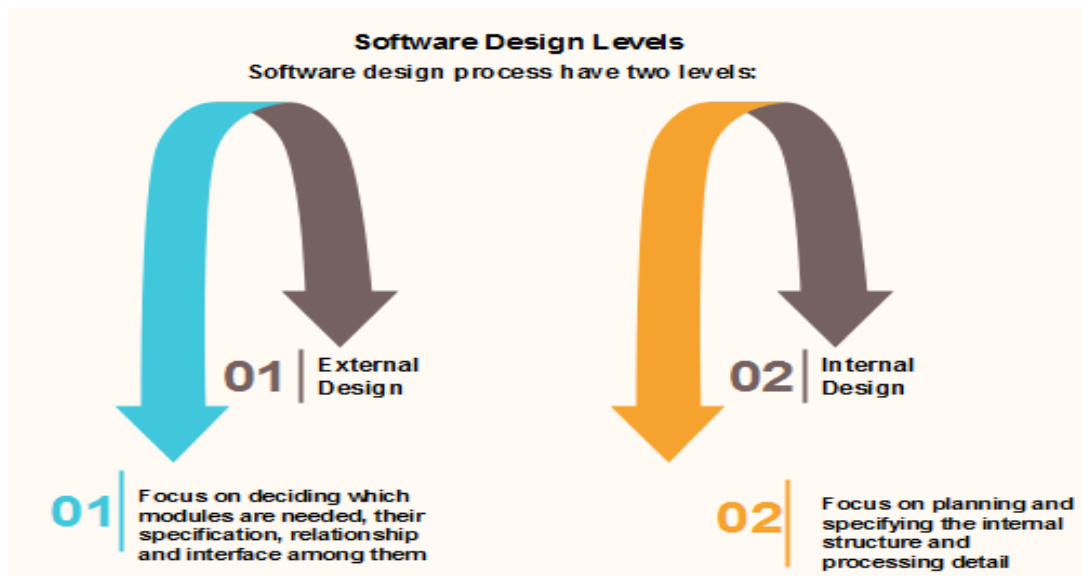 Software Design Levels
Software design process have two levels:
01
External
Design
02
Internal
Design
01
Focus on deciding which
modules are needed, their
specification, relationship
and interface among them
02
Focus on planning and
specifying the internal
structure and
processing detail